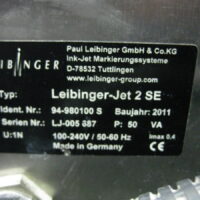 LEIBINGER
Paul Leibinger GmbH & Co.KG
Ink-Jet Markierungssysteme
D-78532 Tuttlingen
www.leibinger-group.com
Typ: Leibinger-Jet 2 SE
Ident. Nr.: 94-980100 S Baujahr: 2011
Serien Nr.: LJ-005 887 P: 50 VA
U:1N 100-240V / 50-60 Hz Imax 0,4
Made in Germany